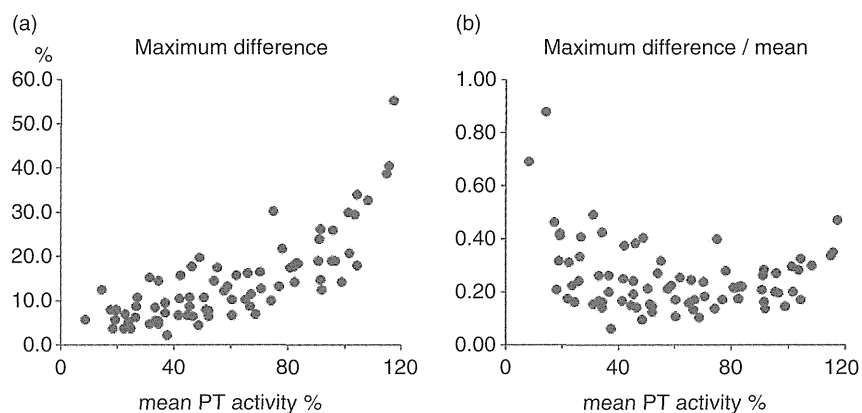 (a)
Maximum difference
%
60.0
50.0
40.0
30.0
20.0
10.0
0.0
0 40 80 120
mean PT activity %
(b)
Maximum difference / mean
1.00
0.80
0.60
0.40
0.20
0.00
0 40 80 120
mean PT activity %